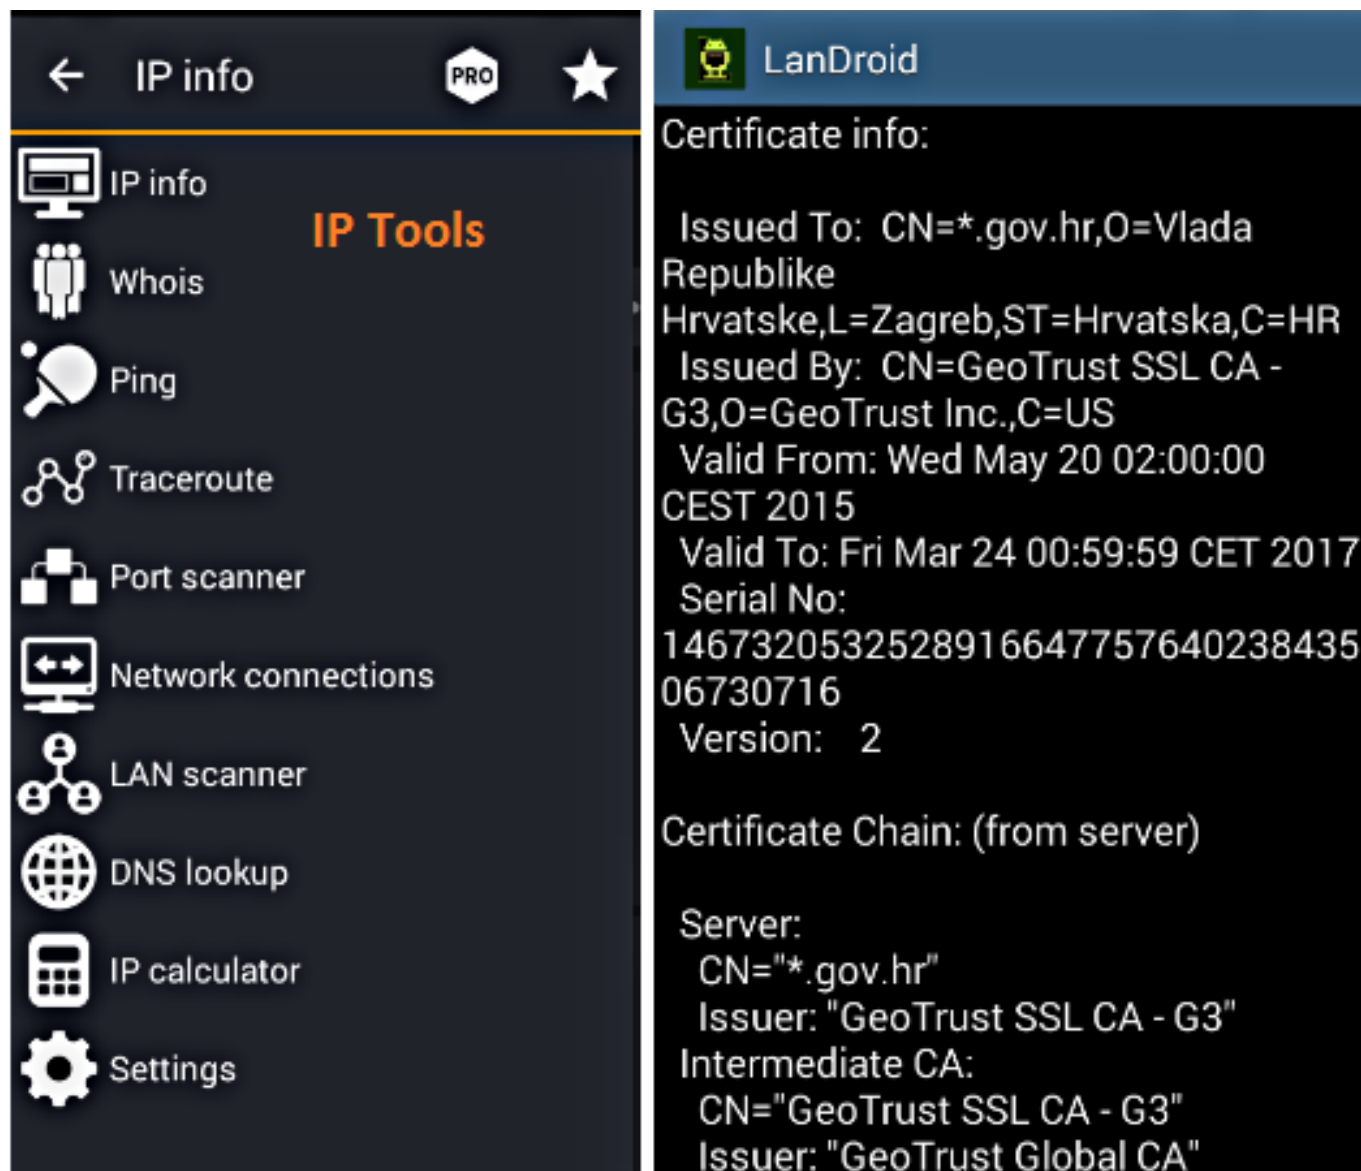 IP info
PRO
IP info
IP Tools
Whois
Ping
Traceroute
Port scanner
Network connections
LAN scanner
DNS lookup
IP calculator
Settings
LanDroid
Certificate info:
Issued To:  CN=*.gov.hr,O=Vlada
Republike
Hrvatske,L=Zagreb,ST=Hrvatska,C=HR
Issued By:  CN=GeoTrust SSL CA -
G3,O=GeoTrust Inc.,C=US
Valid From: Wed May 20 02:00:00
CEST 2015
Valid To: Fri Mar 24 00:59:59 CET 2017
Serial No:
146732053252891664775764023843​5
06730716
Version:   2
Certificate Chain: (from server)
Server:
CN="*.gov.hr"
Issuer: "GeoTrust SSL CA - G3"
Intermediate CA:
CN="GeoTrust SSL CA - G3"
Issuer: "GeoTrust Global CA"